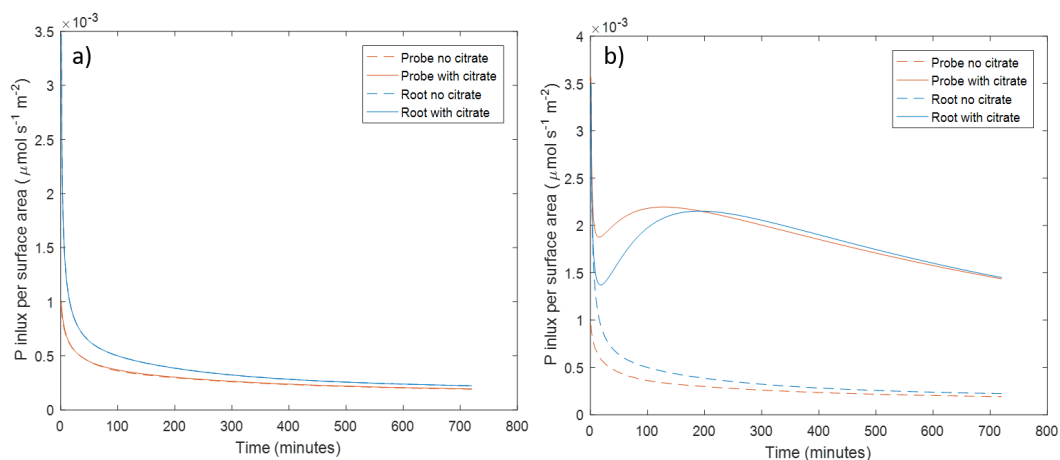 ×10⁻³
a)
3.5
3
2.5
2
1.5
1
0.5
0
P inlux per surface area ( μmol s⁻¹ m⁻²)
0 100 200 300 400 500 600 700 800
Time (minutes)
Probe no citrate
Probe with citrate
Root no citrate
Root with citrate
×10⁻³
b)
4
3.5
3
2.5
2
1.5
1
0.5
0
P inlux per surface area ( μmol s⁻¹ m⁻²)
0 100 200 300 400 500 600 700 800
Time (minutes)
Probe no citrate
Probe with citrate
Root no citrate
Root with citrate